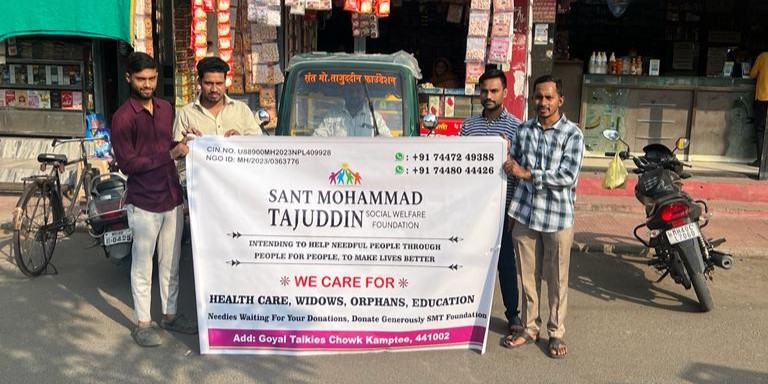 संत मो. ताजुद्दीन फाउंडेशन
CIN.NO. U88900MH2023NPL409928
NGO ID: MH/2023/0363776
: +91 74472 49388
: +91 74480 44426
SANT MOHAMMAD
TAJUDDIN SOCIAL WELFARE
FOUNDATION
INTENDING TO HELP NEEDFUL PEOPLE THROUGH
PEOPLE FOR PEOPLE, TO MAKE LIVES BETTER
WE CARE FOR
HEALTH CARE, WIDOWS, ORPHANS, EDUCATION
Needies Waiting For Your Donations, Donate Generously SMT Foundation
Add: Goyal Talkies Chowk Kamptee, 441002